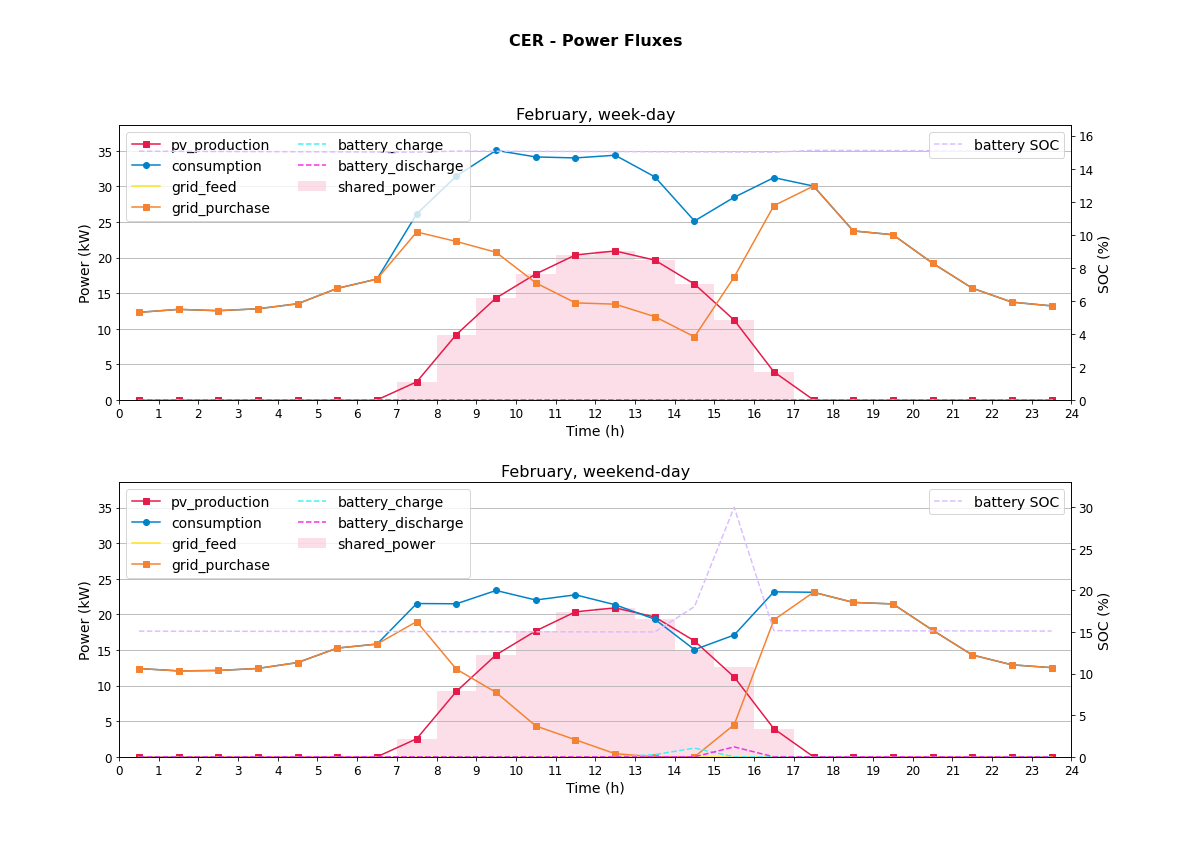 CER - Power Fluxes
February, week-day
pv_production
consumption
grid_feed
grid_purchase
battery_charge
battery_discharge
shared_power
battery SOC
Power (kW)
0
5
10
15
20
25
30
35
SOC (%)
0
2
4
6
8
10
12
14
16
0 1 2 3 4 5 6 7 8 9 10 11 12 13 14 15 16 17 18 19 20 21 22 23 24
Time (h)
February, weekend-day
pv_production
consumption
grid_feed
grid_purchase
battery_charge
battery_discharge
shared_power
battery SOC
Power (kW)
0
5
10
15
20
25
30
35
SOC (%)
0
5
10
15
20
25
30
0 1 2 3 4 5 6 7 8 9 10 11 12 13 14 15 16 17 18 19 20 21 22 23 24
Time (h)